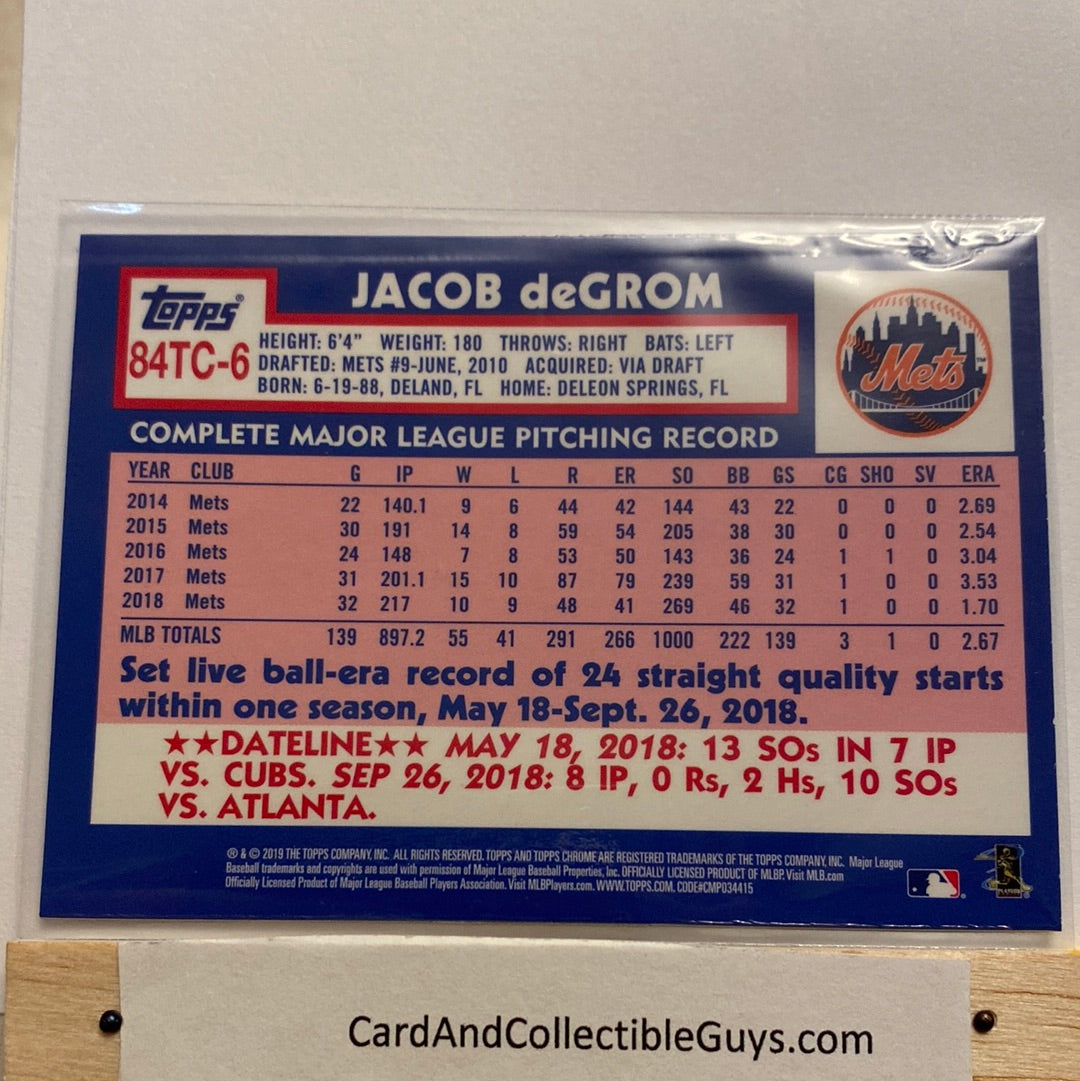 JACOB deGROM
Topps®
84TC-6
HEIGHT: 6'4" WEIGHT: 180 THROWS: RIGHT BATS: LEFT
DRAFTED: METS #9-JUNE, 2010 ACQUIRED: VIA DRAFT
BORN: 6-19-88, DELAND, FL HOME: DELEON SPRINGS, FL
Mets™
COMPLETE MAJOR LEAGUE PITCHING RECORD
YEAR CLUB G IP W L R ER SO BB GS CG SHO SV ERA
2014 Mets 22 140.1 9 6 44 42 144 43 22 0 0 0 2.69
2015 Mets 30 191 14 8 59 54 205 38 30 0 0 0 2.54
2016 Mets 24 148 7 8 53 50 143 36 24 1 1 0 3.04
2017 Mets 31 201.1 15 10 87 79 239 59 31 1 0 0 3.53
2018 Mets 32 217 10 9 48 41 269 46 32 1 0 0 1.70
MLB TOTALS 139 897.2 55 41 291 266 1000 222 139 3 1 0 2.67
Set live ball-era record of 24 straight quality starts
within one season, May 18-Sept. 26, 2018.
★★DATELINE★★ MAY 18, 2018: 13 SOs IN 7 IP
VS. CUBS. SEP 26, 2018: 8 IP, 0 Rs, 2 Hs, 10 SOs
VS. ATLANTA.
® & © 2019 THE TOPPS COMPANY, INC. ALL RIGHTS RESERVED. TOPPS AND TOPPS CHROME ARE REGISTERED TRADEMARKS OF THE TOPPS COMPANY, INC. Major League
Baseball trademarks and copyrights are used with permission of Major League Baseball Properties, Inc. OFFICIALLY LICENSED PRODUCT OF MLBP. Visit MLB.com
Officially Licensed Product of Major League Baseball Players Association. Visit MLBPlayers.com. WWW.TOPPS.COM. CODE#CMP034415
PLAYERS
CardAndCollectibleGuys.com